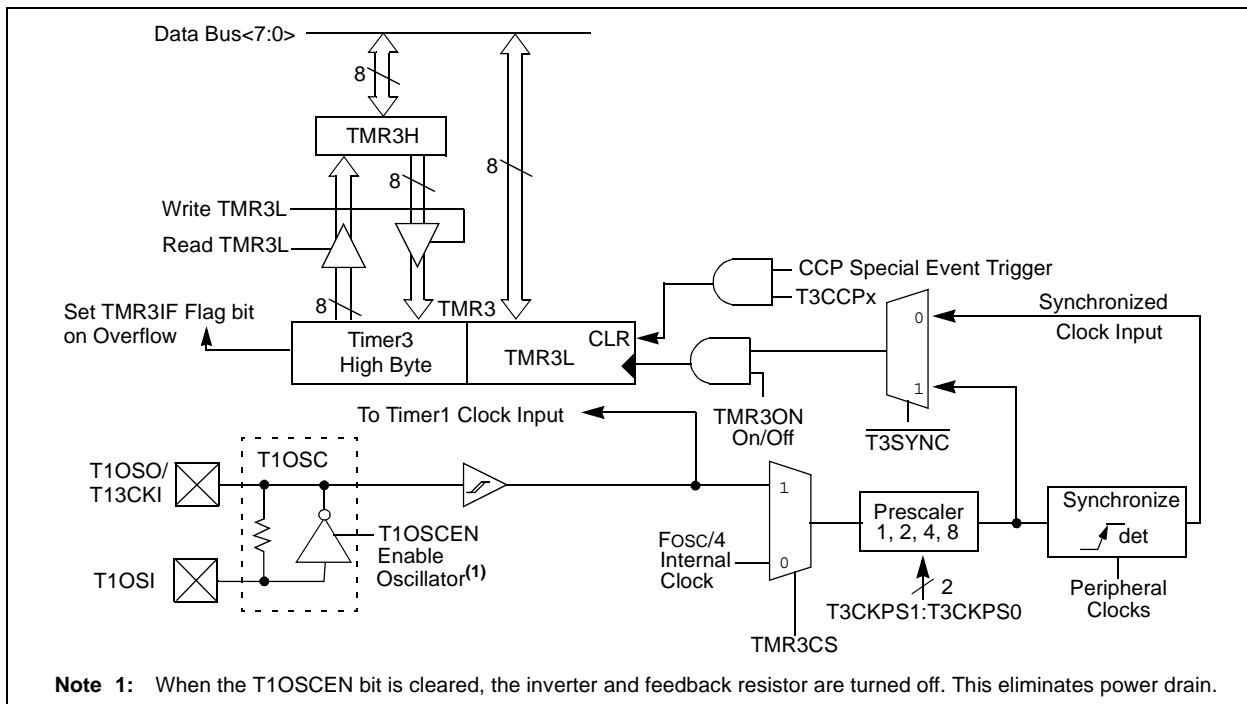 Data Bus<7:0>
8
TMR3H
8
8
Write TMR3L
Read TMR3L
CCP Special Event Trigger
T3CCPx
8
TMR3
Set TMR3IF Flag bit
on Overflow
Timer3
High Byte
TMR3L
CLR
0
1
Synchronized
Clock Input
To Timer1 Clock Input
TMR3ON
On/Off
T3SYNC
T1OSC
T1OSO/
T13CKI
T1OSCEN
Enable
Oscillator(1)
T1OSI
FOSC/4
Internal
Clock
1
0
Prescaler
1, 2, 4, 8
Synchronize
det
2
T3CKPS1:T3CKPS0
Peripheral
Clocks
TMR3CS
Note 1: When the T1OSCEN bit is cleared, the inverter and feedback resistor are turned off. This eliminates power drain.